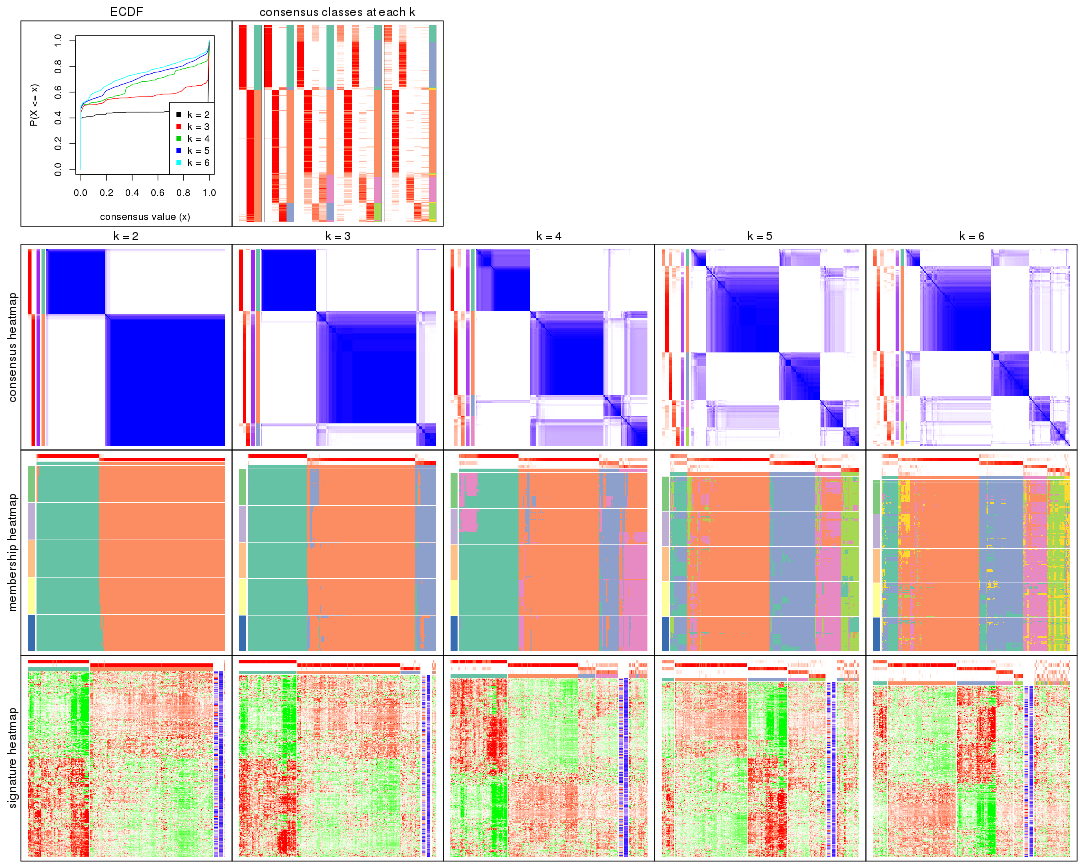 ECDF
consensus classes at each k
P(X <= x)
0.0
0.2
0.4
0.6
0.8
1.0
k = 2
k = 3
k = 4
k = 5
k = 6
0.0 0.2 0.4 0.6 0.8 1.0
consensus value (x)
k = 2
k = 3
k = 4
k = 5
k = 6
consensus heatmap
membership heatmap
signature heatmap